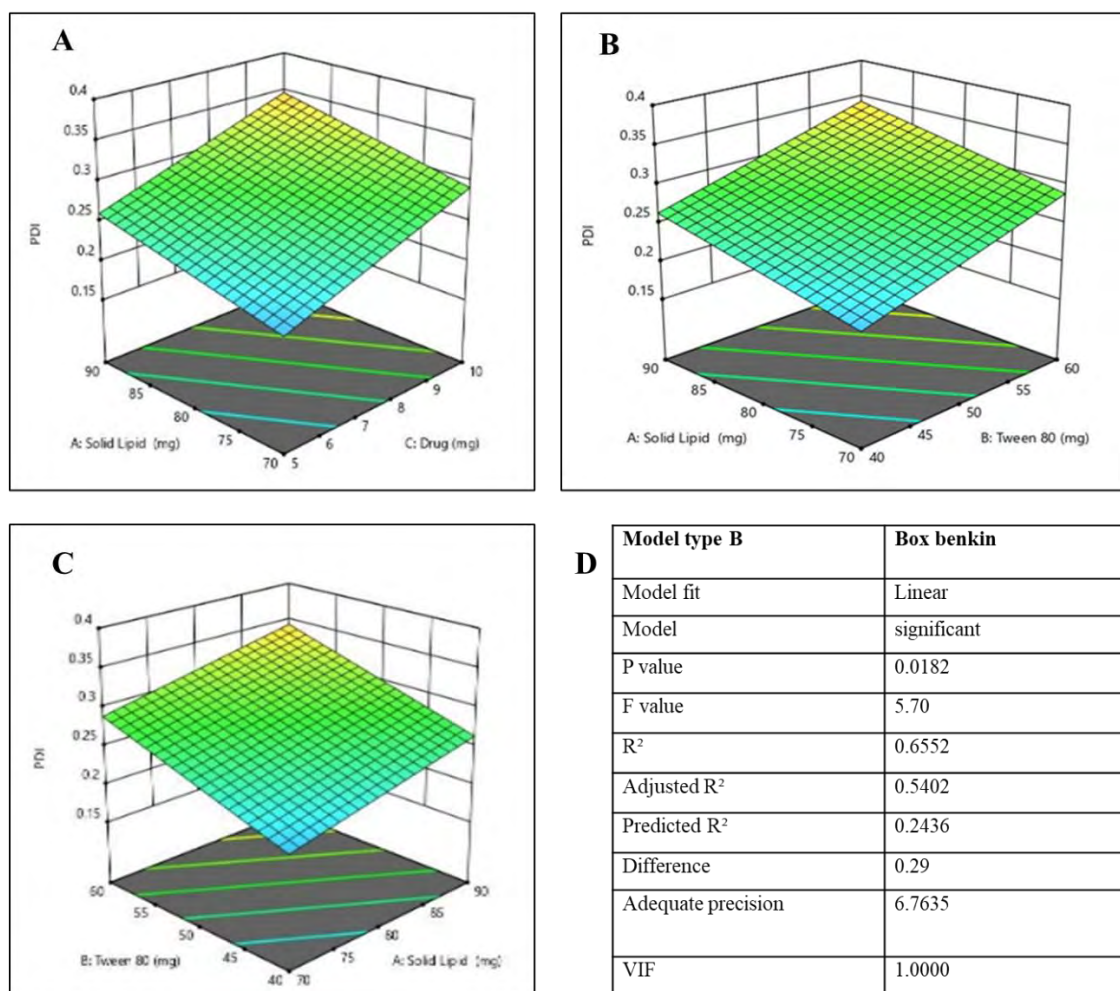 A
0.4
0.35
0.3
0.25
0.2
0.15
PDI
90
85
80
75
70
A: Solid Lipid (mg)
5
6
7
8
9
10
C: Drug (mg)
B
0.4
0.35
0.3
0.25
0.2
0.15
PDI
90
85
80
75
70
A: Solid Lipid (mg)
40
45
50
55
60
B: Tween 80 (mg)
C
0.4
0.35
0.3
0.25
0.2
0.15
PDI
60
55
50
45
40
B: Tween 80 (mg)
70
75
80
85
90
A: Solid Lipid (mg)
D
Model type B Box benkin
Model fit Linear
Model significant
P value 0.0182
F value 5.70
R² 0.6552
Adjusted R² 0.5402
Predicted R² 0.2436
Difference 0.29
Adequate precision 6.7635
VIF 1.0000